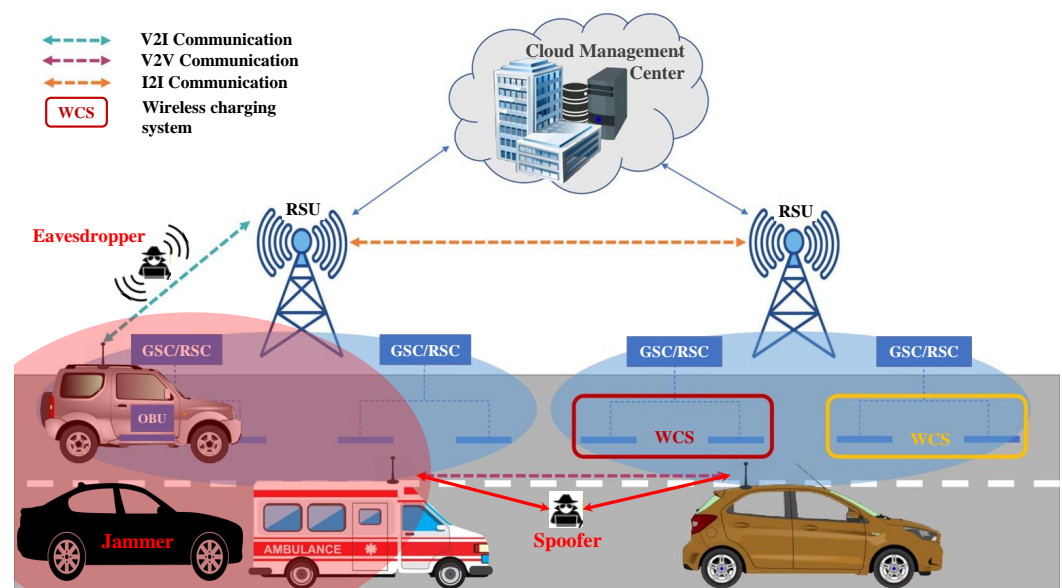 V2I Communication
V2V Communication
I2I Communication
WCS
Wireless charging
system
Cloud Management
Center
RSU
RSU
Eavesdropper
GSC/RSC
GSC/RSC
GSC/RSC
GSC/RSC
OBU
WCS
WCS
Jammer
AMBULANCE
Spoofer